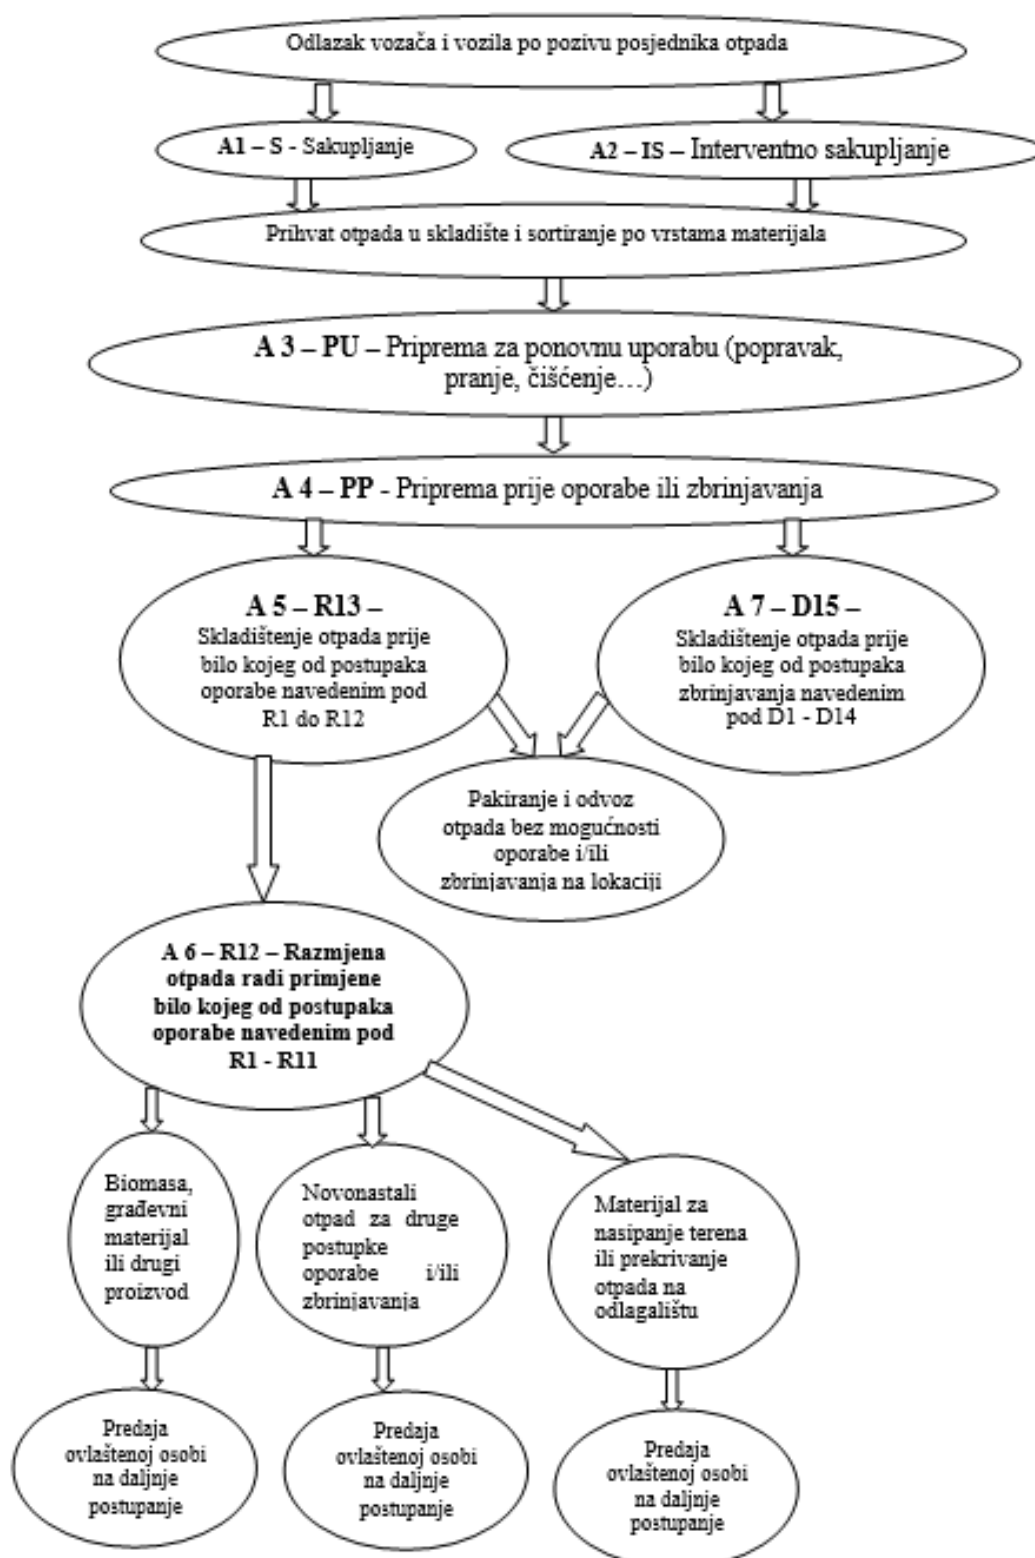 Odlazak vozača i vozila po pozivu posjednika otpada
A1 – S - Sakupljanje
A2 – IS – Interventno sakupljanje
Prihvat otpada u skladište i sortiranje po vrstama materijala
A 3 – PU – Priprema za ponovnu uporabu (popravak,
pranje, čišćenje…)
A 4 – PP - Priprema prije oporabe ili zbrinjavanja
A 5 – R13 –
Skladištenje otpada prije
bilo kojeg od postupaka
oporabe navedenim pod
R1 do R12
A 7 – D15 –
Skladištenje otpada prije
bilo kojeg od postupaka
zbrinjavanja navedenim
pod D1 - D14
Pakiranje i odvoz
otpada bez mogućnosti
oporabe i/ili
zbrinjavanja na lokaciji
A 6 – R12 – Razmjena
otpada radi primjene
bilo kojeg od postupaka
oporabe navedenim pod
R1 - R11
Biomasa,
građevni
materijal
ili drugi
proizvod
Novonastali
otpad za druge
postupke
oporabe i/ili
zbrinjavanja
Materijal za
nasipanje terena
ili prekrivanje
otpada na
odlagalištu
Predaja
ovlaštenoj osobi
na daljnje
postupanje
Predaja
ovlaštenoj osobi
na daljnje
postupanje
Predaja
ovlaštenoj osobi
na daljnje
postupanje